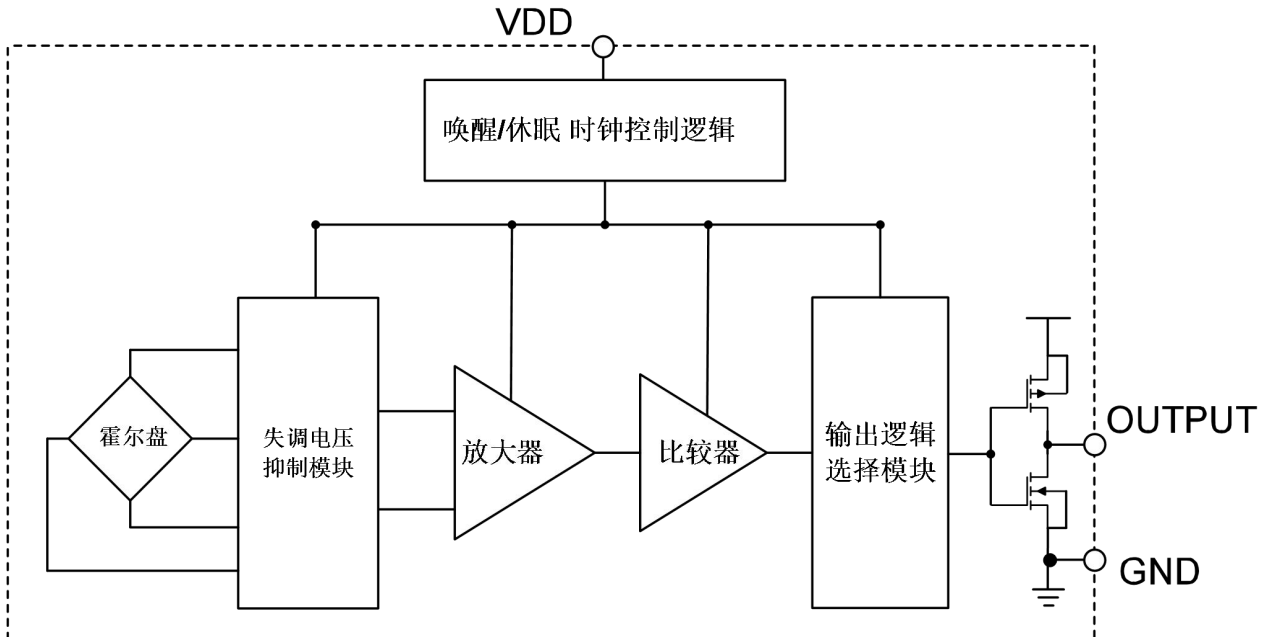 VDD
唤醒/休眠 时钟控制逻辑
霍尔盘
失调电压
抑制模块
放大器
比较器
输出逻辑
选择模块
OUTPUT
GND